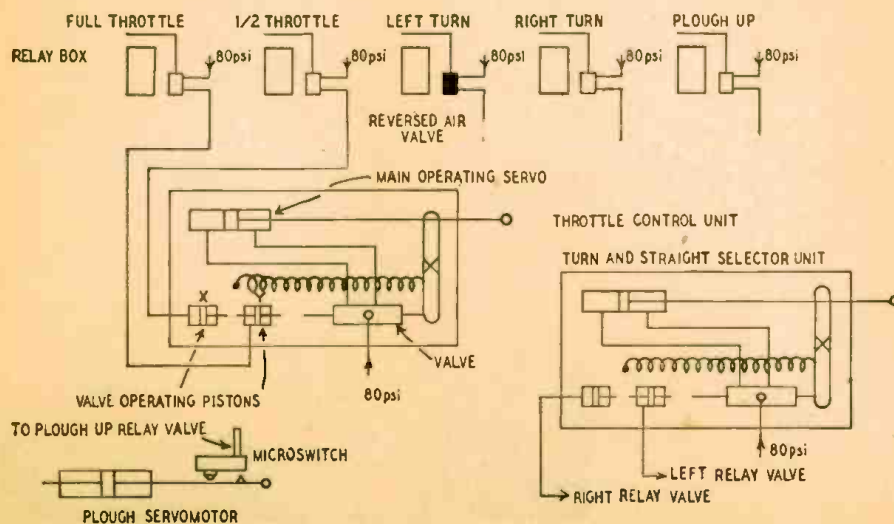 FULL THROTTLE
1/2 THROTTLE
LEFT TURN
RIGHT TURN
PLOUGH UP
RELAY BOX
80psi
80psi
80psi
80psi
80psi
REVERSED AIR
VALVE
MAIN OPERATING SERVO
THROTTLE CONTROL UNIT
TURN AND STRAIGHT SELECTOR UNIT
X
VALVE
VALVE OPERATING PISTONS
80psi
TO PLOUGH UP RELAY VALVE
MICROSWITCH
80psi
LEFT RELAY VALVE
RIGHT RELAY VALVE
PLOUGH SERVOMOTOR